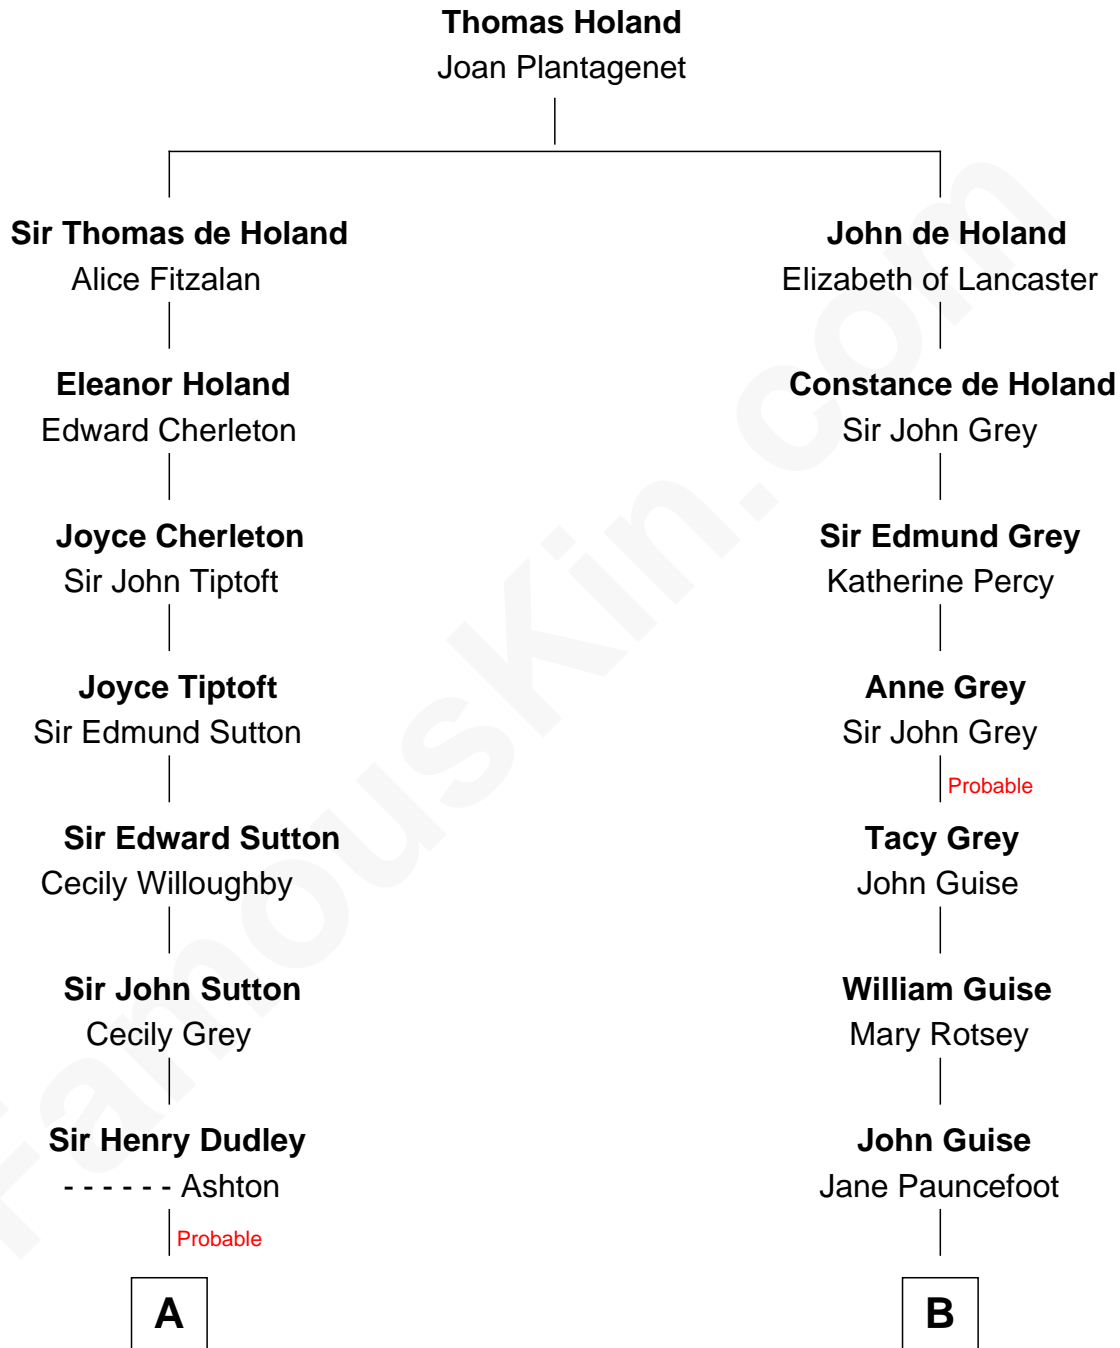 Thomas Holand
Joan Plantagenet
Sir Thomas de Holand
Alice Fitzalan
John de Holand
Elizabeth of Lancaster
Eleanor Holand
Edward Cherleton
Constance de Holand
Sir John Grey
Joyce Cherleton
Sir John Tiptoft
Sir Edmund Grey
Katherine Percy
Joyce Tiptoft
Sir Edmund Sutton
Anne Grey
Sir John Grey
Probable
Sir Edward Sutton
Cecily Willoughby
Tacy Grey
John Guise
Sir John Sutton
Cecily Grey
William Guise
Mary Rotsey
Sir Henry Dudley
- - - - - - Ashton
Probable
John Guise
Jane Pauncefoot
A
B
FamousKin.com